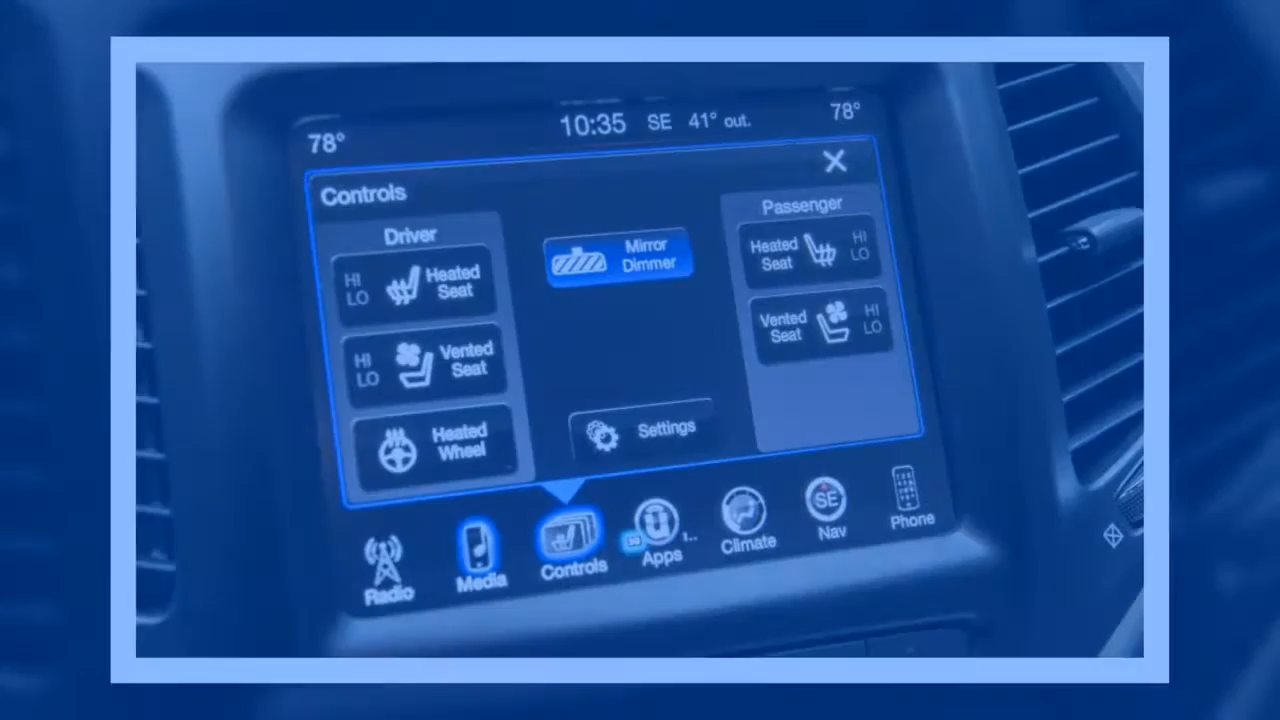 78° 10:35 SE 41° out. 78°
Controls
Driver
HI
LO
Heated
Seat
HI
LO
Vented
Seat
Heated
Wheel
Mirror
Dimmer
Settings
Passenger
Heated
Seat
HI
LO
Vented
Seat
HI
LO
Radio
Media
Controls
3G
Apps
Climate
SE
Nav
Phone